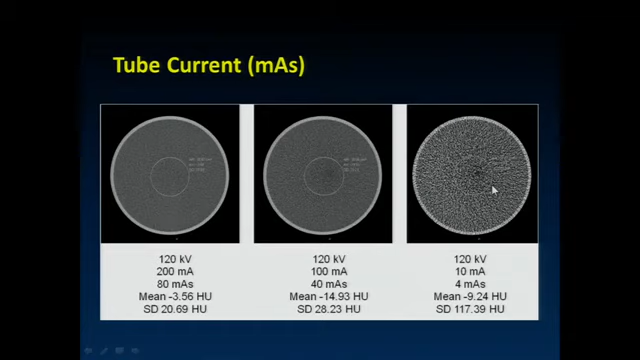 Tube Current (mAs)
120 kV
200 mA
80 mAs
Mean -3.56 HU
SD 20.69 HU
120 kV
100 mA
40 mAs
Mean -14.93 HU
SD 28.23 HU
120 kV
10 mA
4 mAs
Mean -9.24 HU
SD 117.39 HU